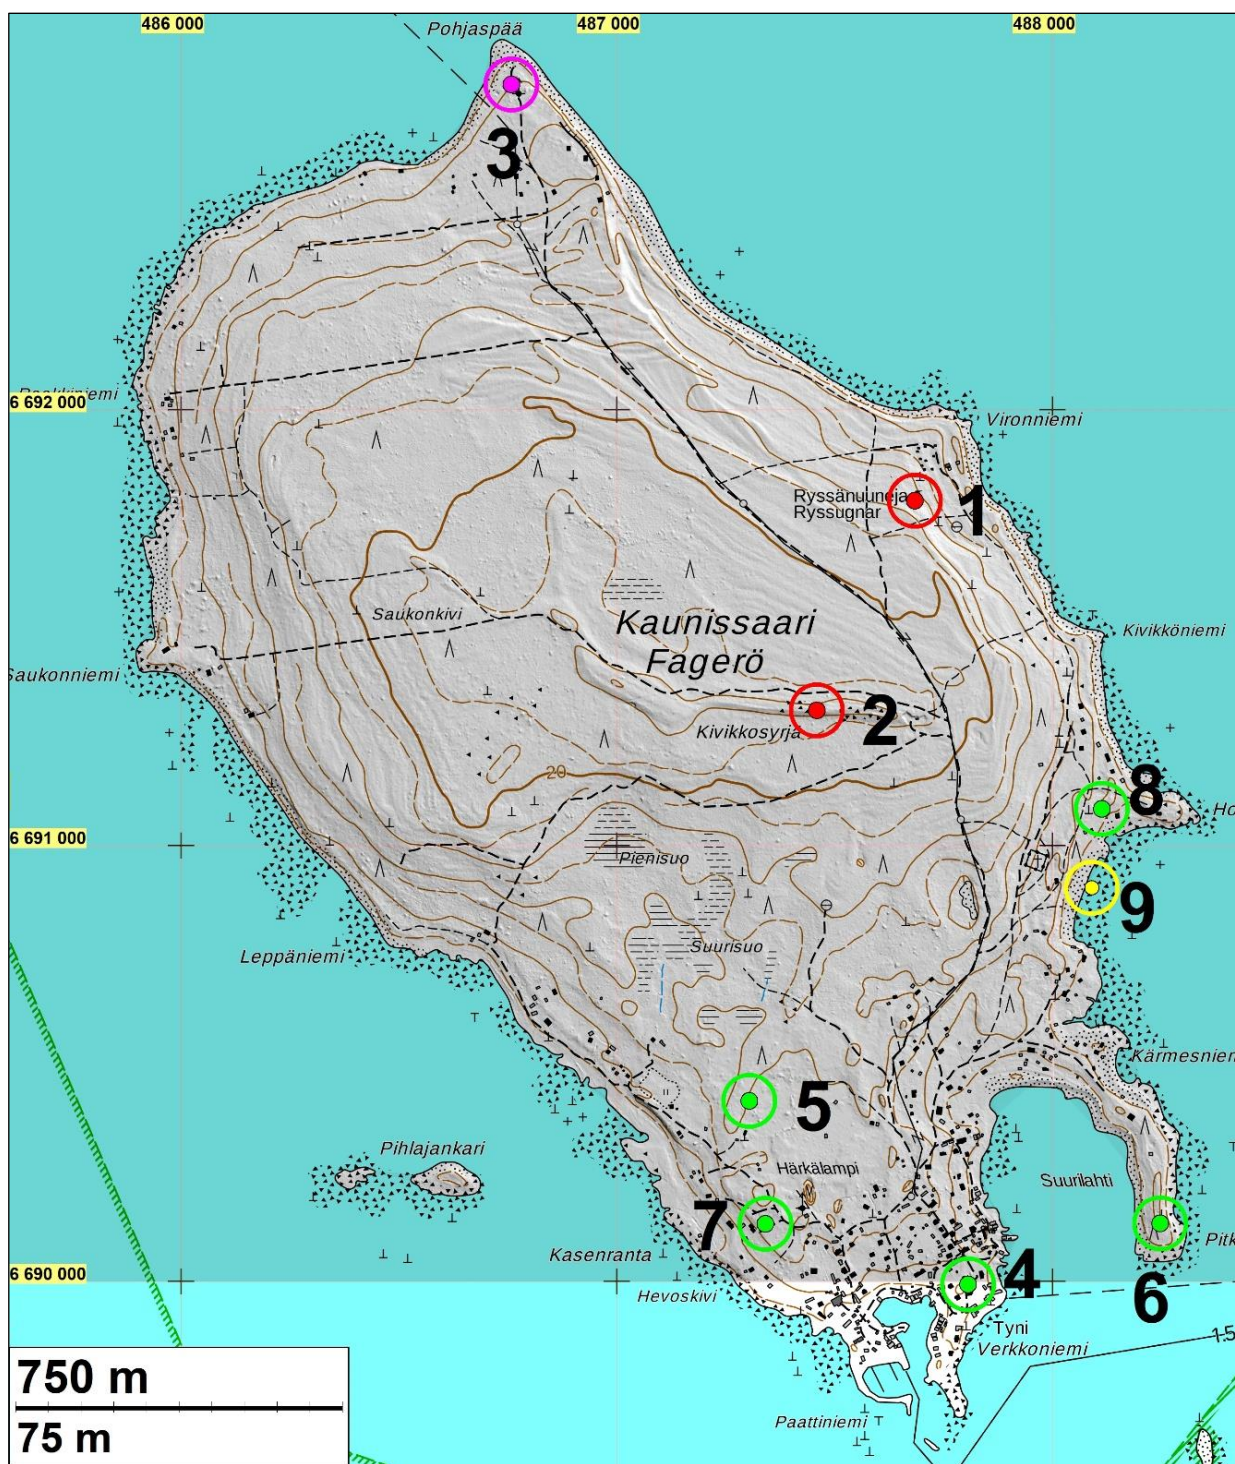 486 000
487 000
488 000
Pohjaspää
3
6 692 000
Vironniemi
Ryssänuuneja
Ryssugnar
1
Kaunissaari
Fagerö
Saukonkivi
Kivikköniemi
Saukonniemi
Kivikkosyrjä
2
20
8
6 691 000
Pienisuo
9
Suurisuo
Leppäniemi
5
Pihlajankari
Härkälampi
Suurilahti
7
Kasenranta
4
6 690 000
Hevoskivi
6
Tyni
Verkkoniemi
Paattiniemi
750 m
75 m